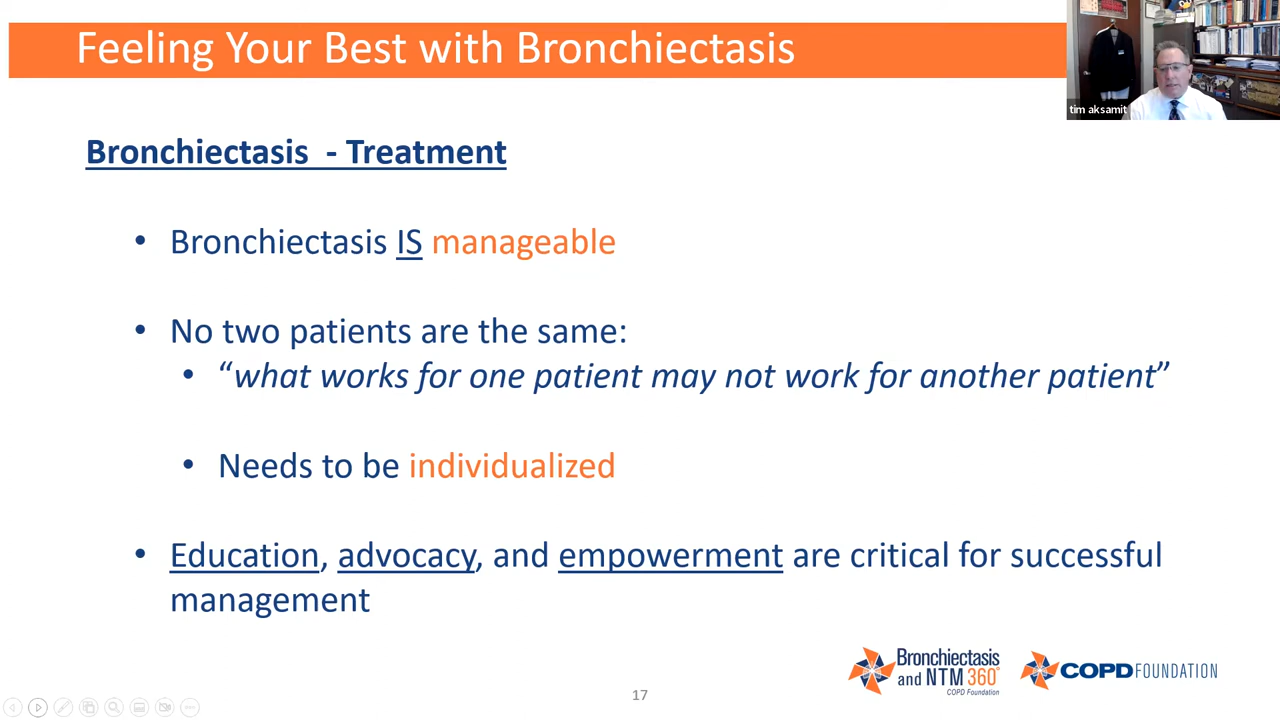 Feeling Your Best with Bronchiectasis
tim aksamit
Bronchiectasis - Treatment
• Bronchiectasis IS manageable
• No two patients are the same:
• “what works for one patient may not work for another patient”
• Needs to be individualized
• Education, advocacy, and empowerment are critical for successful
management
Bronchiectasis
and NTM 360°
COPD Foundation
COPD FOUNDATION
17